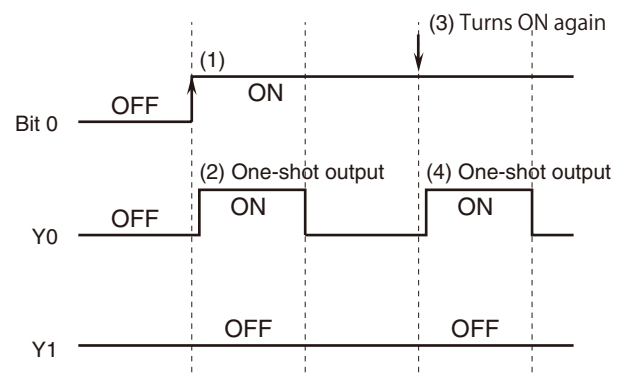 (3) Turns ON again
(1)
OFF
ON
Bit 0
(2) One-shot output
(4) One-shot output
OFF
ON
ON
Y0
OFF
OFF
Y1